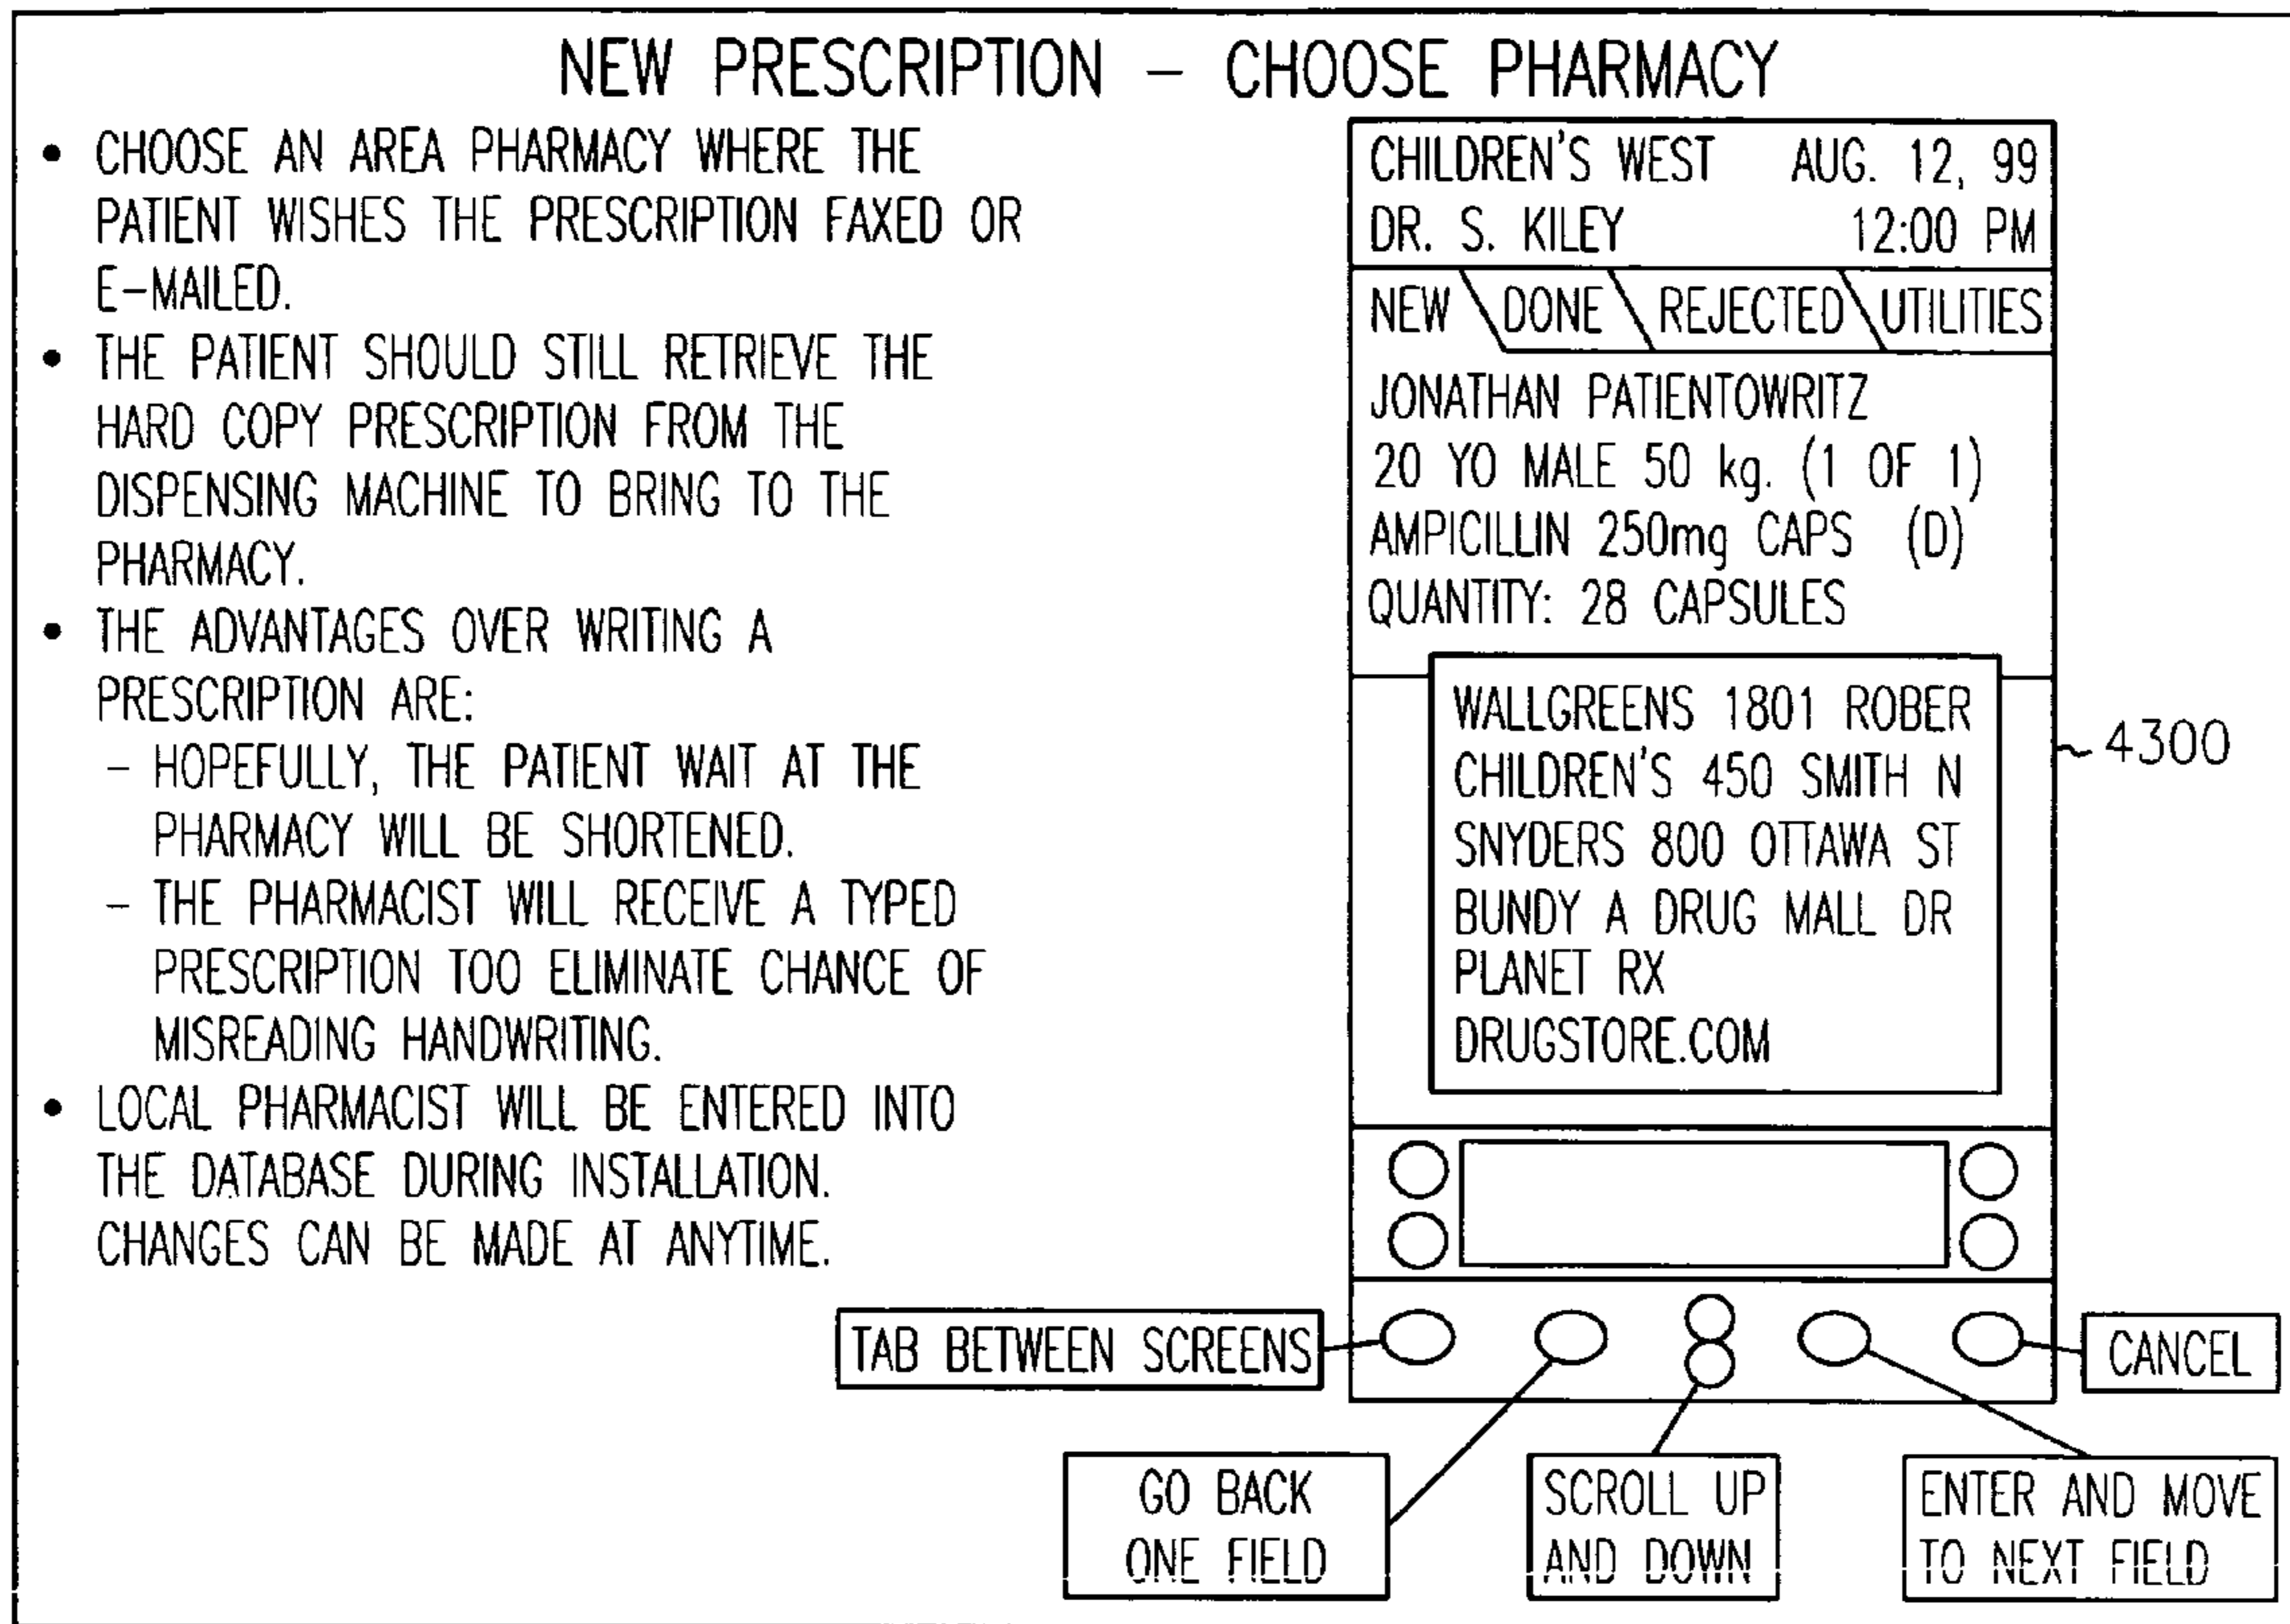 NEW PRESCRIPTION – CHOOSE PHARMACY
• CHOOSE AN AREA PHARMACY WHERE THE
PATIENT WISHES THE PRESCRIPTION FAXED OR
E-MAILED.
• THE PATIENT SHOULD STILL RETRIEVE THE
HARD COPY PRESCRIPTION FROM THE
DISPENSING MACHINE TO BRING TO THE
PHARMACY.
• THE ADVANTAGES OVER WRITING A
PRESCRIPTION ARE:
– HOPEFULLY, THE PATIENT WAIT AT THE
PHARMACY WILL BE SHORTENED.
– THE PHARMACIST WILL RECEIVE A TYPED
PRESCRIPTION TOO ELIMINATE CHANCE OF
MISREADING HANDWRITING.
• LOCAL PHARMACIST WILL BE ENTERED INTO
THE DATABASE DURING INSTALLATION.
CHANGES CAN BE MADE AT ANYTIME.
CHILDREN'S WEST AUG. 12, 99
DR. S. KILEY 12:00 PM
NEW DONE REJECTED UTILITIES
JONATHAN PATIENTOWRITZ
20 YO MALE 50 kg. (1 OF 1)
AMPICILLIN 250mg CAPS (D)
QUANTITY: 28 CAPSULES
WALLGREENS 1801 ROBER
CHILDREN'S 450 SMITH N
SNYDERS 800 OTTAWA ST
BUNDY A DRUG MALL DR
PLANET RX
DRUGSTORE.COM
4300
TAB BETWEEN SCREENS
CANCEL
GO BACK
ONE FIELD
SCROLL UP
AND DOWN
ENTER AND MOVE
TO NEXT FIELD